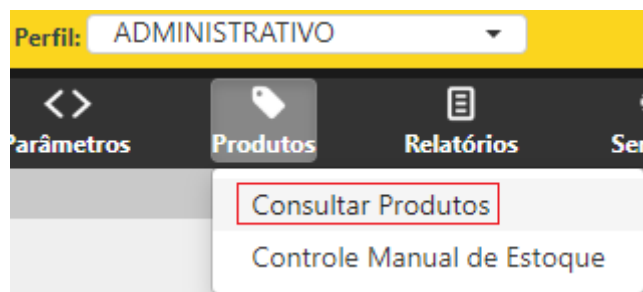 Perfil: ADMINISTRATIVO
Parâmetros Produtos Relatórios
Consultar Produtos
Controle Manual de Estoque